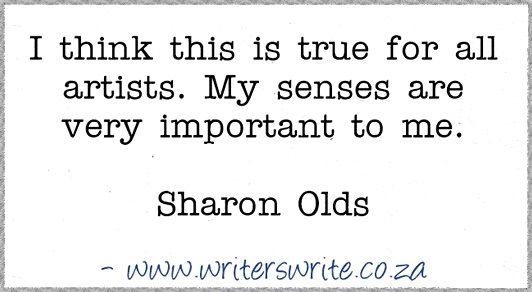 I think this is true for all
artists. My senses are
very important to me.
Sharon Olds
- www.writerswrite.co.za